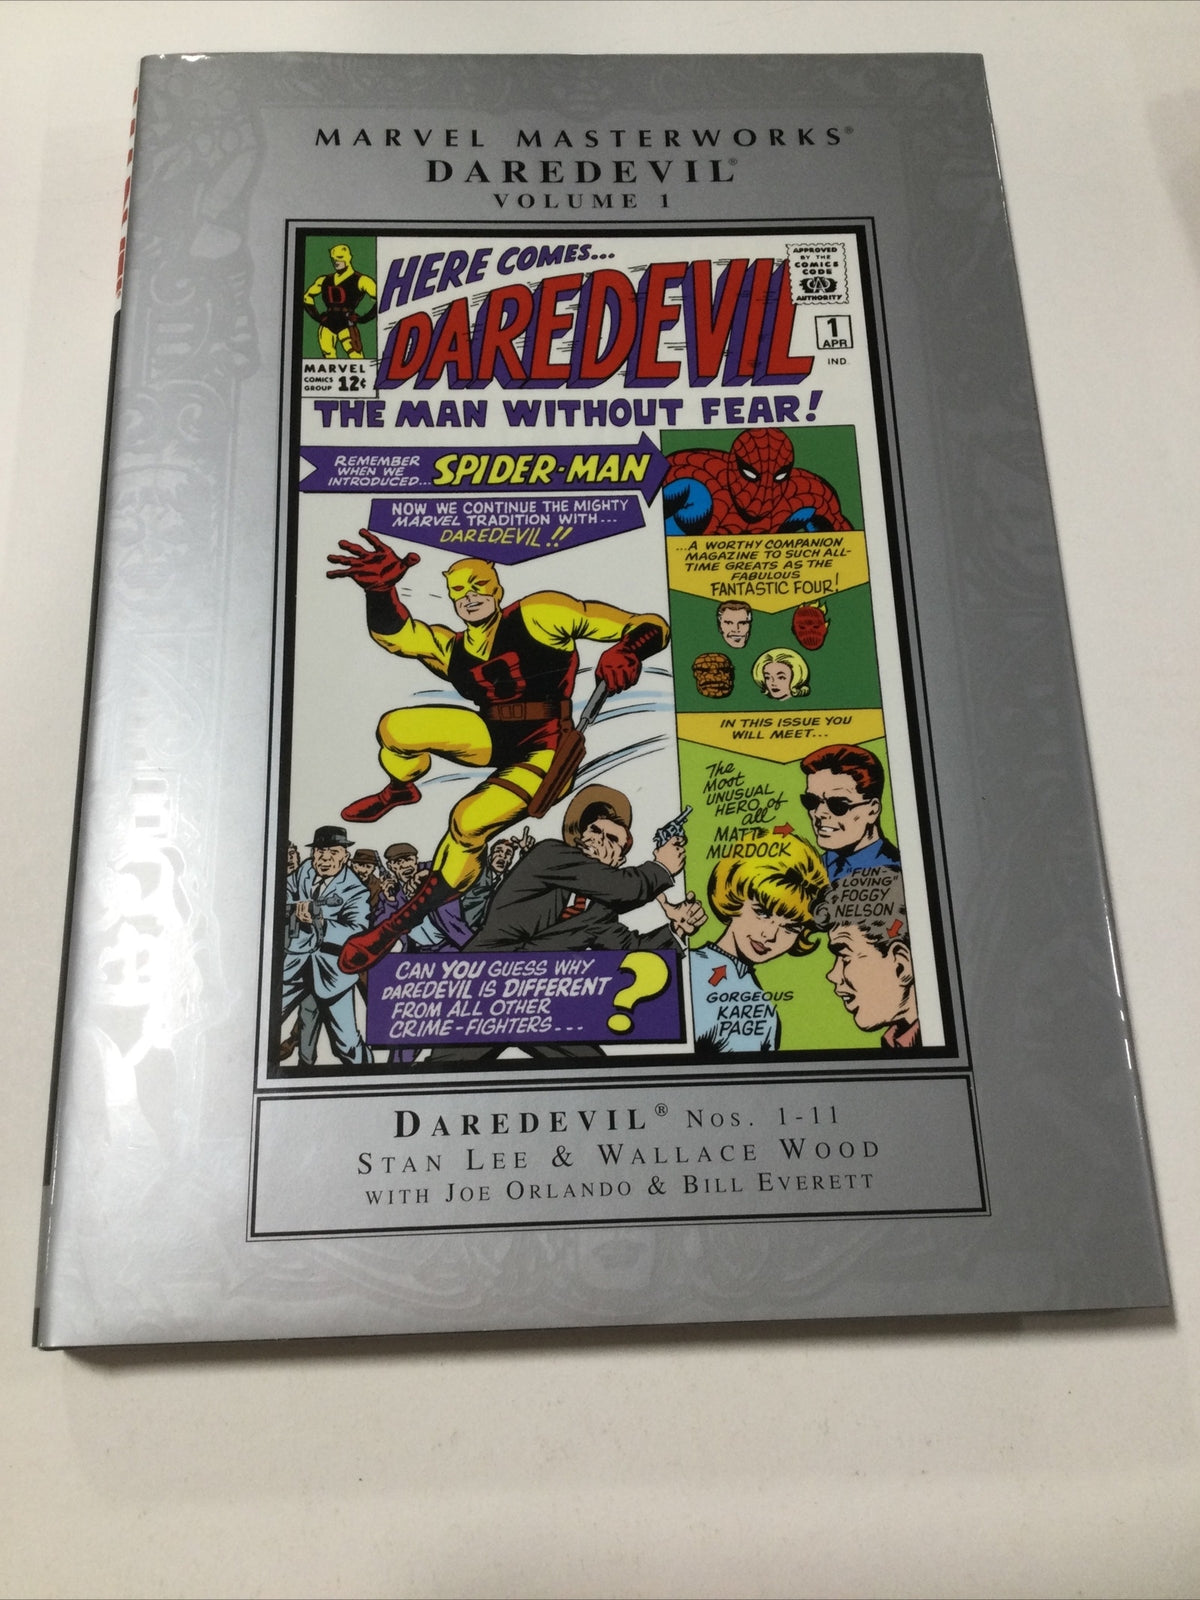 MARVEL MASTERWORKS®
DAREDEVIL®
VOLUME 1
HERE COMES...
DAREDEVIL
THE MAN WITHOUT FEAR!
D
MARVEL
COMICS
GROUP 12¢
APPROVED
BY THE
COMICS
CODE
CA
AUTHORITY
1
APR
IND.
REMEMBER
WHEN WE
INTRODUCED...
SPIDER-MAN
NOW WE CONTINUE THE MIGHTY
MARVEL TRADITION WITH...
DAREDEVIL!!
D
...A WORTHY COMPANION
MAGAZINE TO SUCH ALL-
TIME GREATS AS THE
FABULOUS
FANTASTIC FOUR!
IN THIS ISSUE YOU
WILL MEET...
The
Most
UNUSUAL
HERO of
all
MATT
MURDOCK
"FUN-
LOVING"
FOGGY
NELSON
GORGEOUS
KAREN
PAGE
CAN YOU GUESS WHY
DAREDEVIL IS DIFFERENT
FROM ALL OTHER
CRIME-FIGHTERS...
?
DAREDEVIL® NOS. 1-11
STAN LEE & WALLACE WOOD
WITH JOE ORLANDO & BILL EVERETT